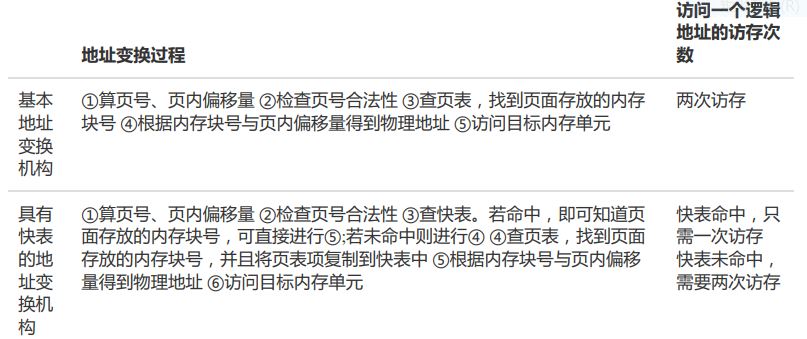 访问一个逻辑
地址的访存次
数
地址变换过程
基本
地址
变换
机构
①算页号、页内偏移量 ②检查页号合法性 ③查页表，找到页面存放的内存
块号 ④根据内存块号与页内偏移量得到物理地址 ⑤访问目标内存单元
两次访存
具有
快表
的地
址变
换机
构
①算页号、页内偏移量 ②检查页号合法性 ③查快表。若命中，即可知道页
面存放的内存块号，可直接进行⑤;若未命中则进行④ ④查页表，找到页面
存放的内存块号，并且将页表项复制到快表中 ⑤根据内存块号与页内偏移
量得到物理地址 ⑥访问目标内存单元
快表命中，只
需一次访存
快表未命中，
需要两次访存